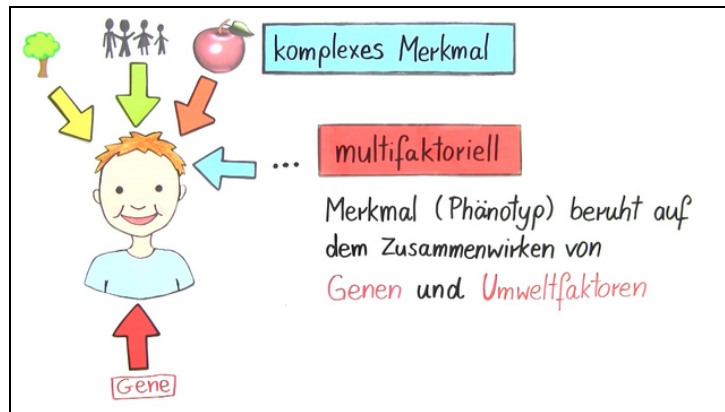 komplexes Merkmal
... multifaktoriell
Merkmal (Phänotyp) beruht auf
dem Zusammenwirken von
Genen und Umweltfaktoren
Gene